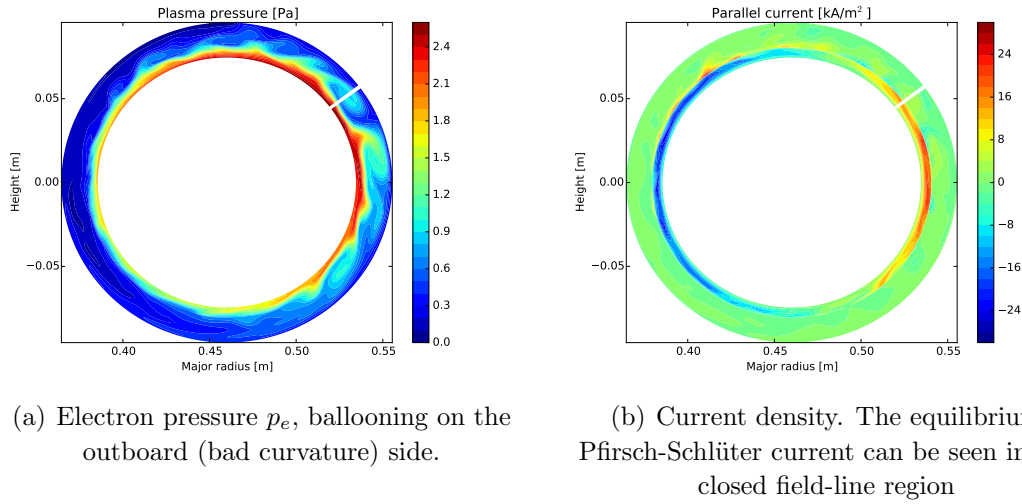 Plasma pressure [Pa]
Height [m]
0.05
0.00
−0.05
0.40
0.45
0.50
0.55
Major radius [m]
2.4
2.1
1.8
1.5
1.2
0.9
0.6
0.3
0.0
(a) Electron pressure pₑ, ballooning on the
outboard (bad curvature) side.
Parallel current [kA/m² ]
Height [m]
0.05
0.00
−0.05
0.40
0.45
0.50
0.55
Major radius [m]
24
16
8
0
−8
−16
−24
(b) Current density. The
Pfirsch-Schlüter current can be seen
closed field-line region